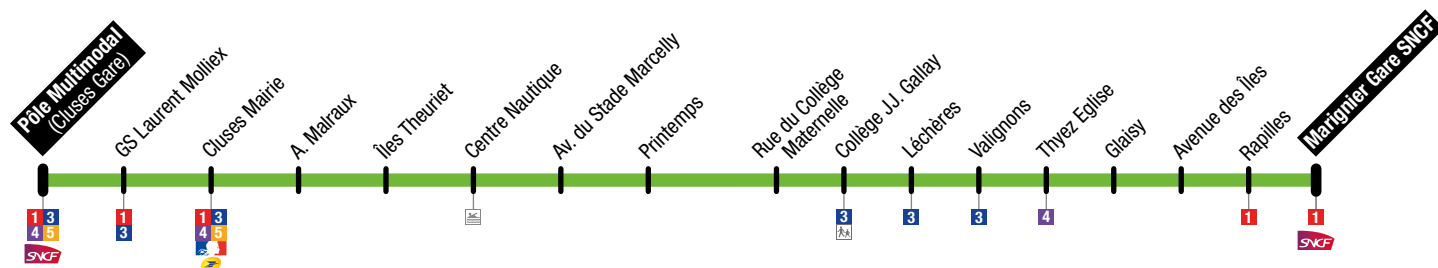 Pôle Multimodal
(Cluses Gare)
GS Laurent Molliex
Cluses Mairie
A. Malraux
Îles Theuriet
Centre Nautique
Av. du Stade Marcelly
Printemps
Rue du Collège
Maternelle
Collège JJ. Gallay
Léchères
Valignons
Thyez Eglise
Glaisy
Avenue des Îles
Rapilles
Marignier Gare SNCF
1 3
4 5
SNCF
1
3
1 3
4 5
3
3
3
4
1
1
SNCF